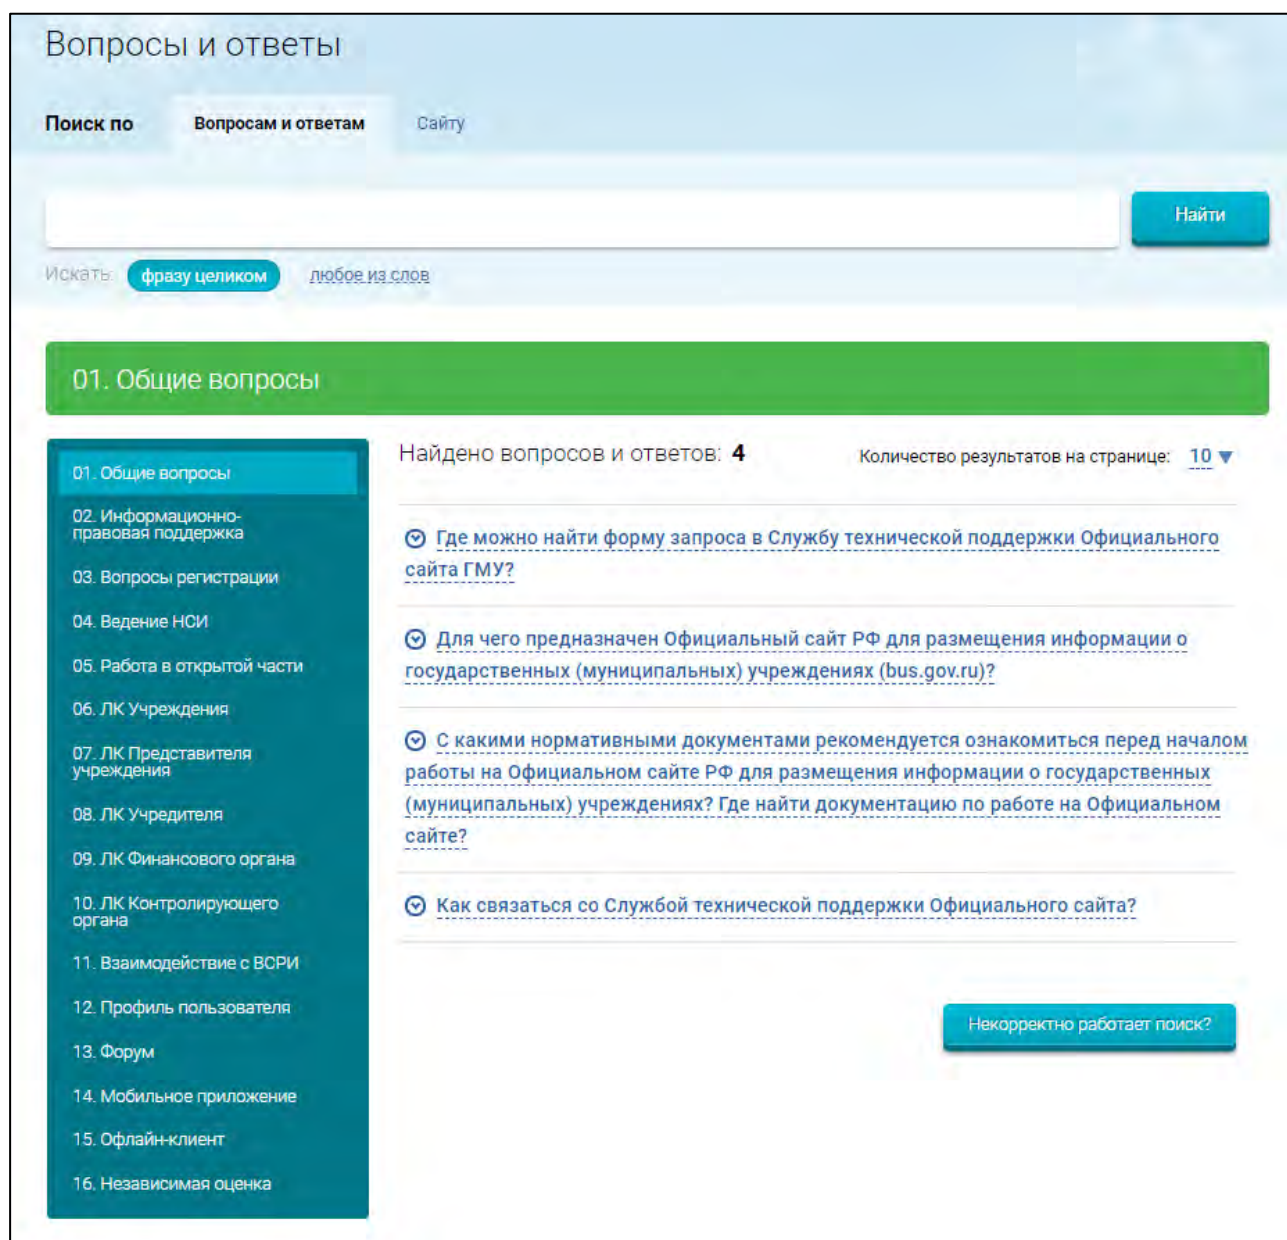 Вопросы и ответы
Поиск по Вопросам и ответам Сайту
Найти
Искать: фразу целиком любое из слов
01. Общие вопросы
01. Общие вопросы
02. Информационно-
правовая поддержка
03. Вопросы регистрации
04. Ведение НСИ
05. Работа в открытой части
06. ЛК Учреждения
07. ЛК Представителя
учреждения
08. ЛК Учредителя
09. ЛК Финансового органа
10. ЛК Контролирующего
органа
11. Взаимодействие с ВСРИ
12. Профиль пользователя
13. Форум
14. Мобильное приложение
15. Офлайн-клиент
16. Независимая оценка
Найдено вопросов и ответов: 4 Количество результатов на странице: 10
Где можно найти форму запроса в Службу технической поддержки Официального
сайта ГМУ?
Для чего предназначен Официальный сайт РФ для размещения информации о
государственных (муниципальных) учреждениях (bus.gov.ru)?
С какими нормативными документами рекомендуется ознакомиться перед началом
работы на Официальном сайте РФ для размещения информации о государственных
(муниципальных) учреждениях? Где найти документацию по работе на Официальном
сайте?
Как связаться со Службой технической поддержки Официального сайта?
Некорректно работает поиск?